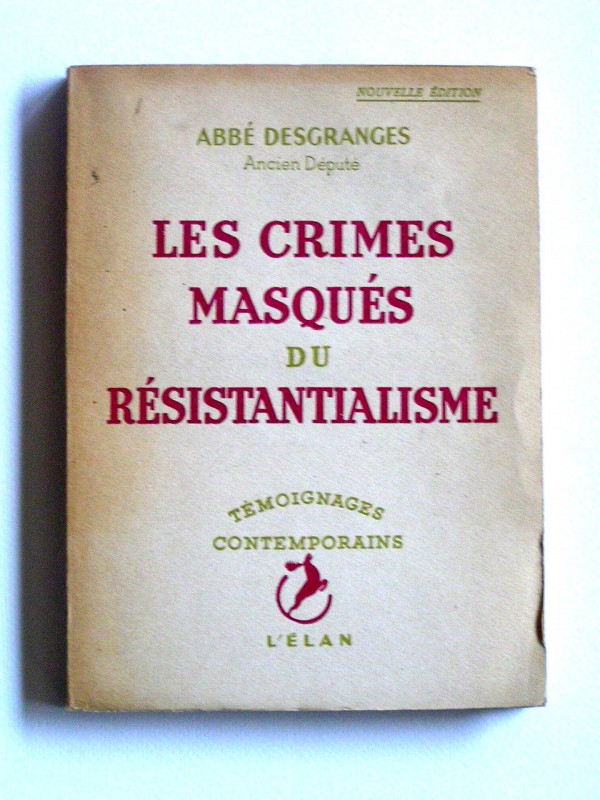 NOUVELLE ÉDITION
ABBÉ DESGRANGES
Ancien Député
LES CRIMES
MASQUÉS
DU
RÉSISTANTIALISME
TÉMOIGNAGES
CONTEMPORAINS
L'ÉLAN